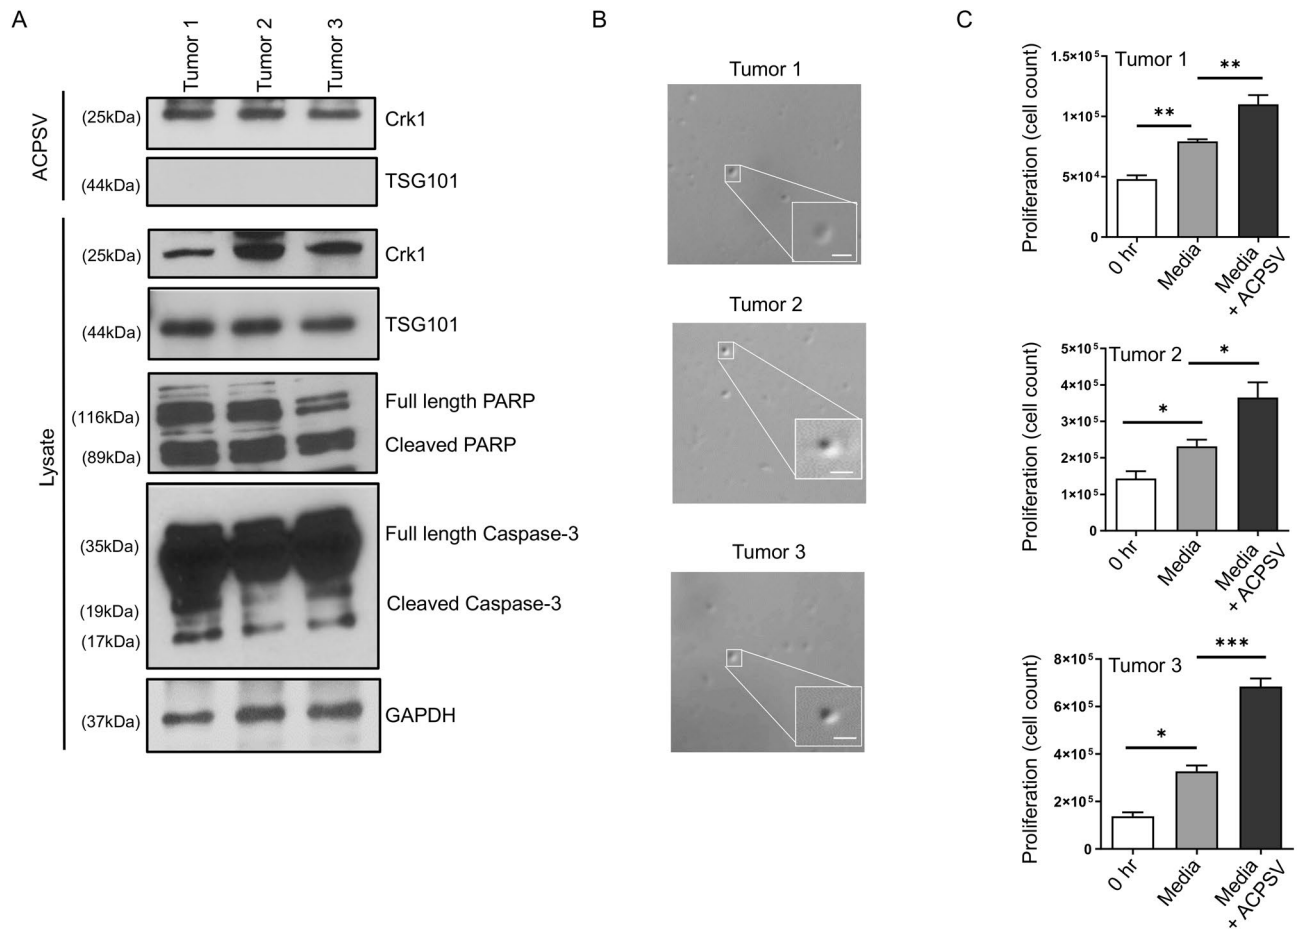 A
Tumor 1
Tumor 2
Tumor 3
ACPSV
(25kDa)
Crk1
(44kDa)
TSG101
Lysate
(25kDa)
Crk1
(44kDa)
TSG101
(116kDa)
Full length PARP
(89kDa)
Cleaved PARP
(35kDa)
Full length Caspase-3
(19kDa)
Cleaved Caspase-3
(17kDa)
(37kDa)
GAPDH
B
Tumor 1
Tumor 2
Tumor 3
C
Tumor 1
Proliferation (cell count)
1.5×10⁵
1×10⁵
5×10⁴
0
**
**
0 hr
Media
Media
+ ACPSV
Tumor 2
Proliferation (cell count)
5×10⁵
4×10⁵
3×10⁵
2×10⁵
1×10⁵
0
*
*
0 hr
Media
Media
+ ACPSV
Tumor 3
Proliferation (cell count)
8×10⁵
6×10⁵
4×10⁵
2×10⁵
0
*
***
0 hr
Media
Media
+ ACPSV